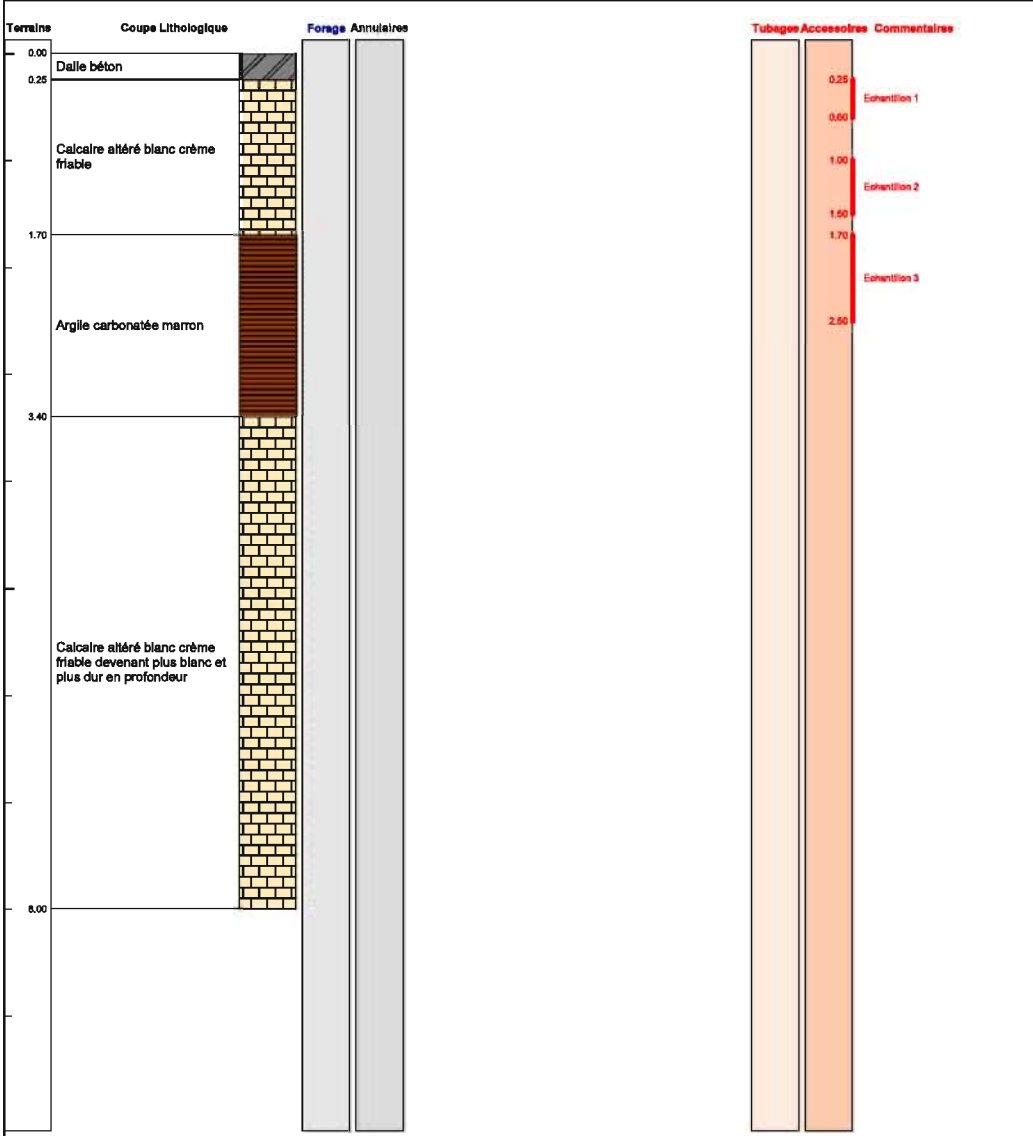 Terrains Coupe Lithologique Forage Annulaires Tubages Accessoires Commentaires
0.00
Dalle béton
0.25
0.25
Echantillon 1
0.60
Calcaire altéré blanc crème
friable
1.00
Echantillon 2
1.50
1.70
1.70
Echantillon 3
2.50
Argile carbonatée marron
3.40
Calcaire altéré blanc crème
friable devenant plus blanc et
plus dur en profondeur
8.00